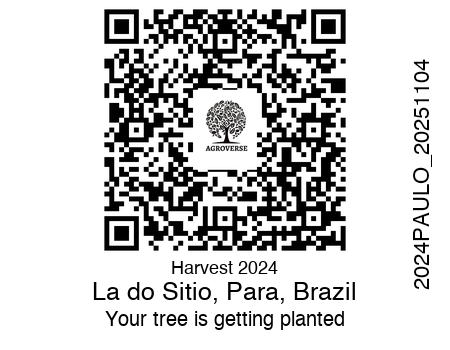 AGROVERSE
Harvest 2024
La do Sitio, Para, Brazil
Your tree is getting planted
2024PAULO_20251104